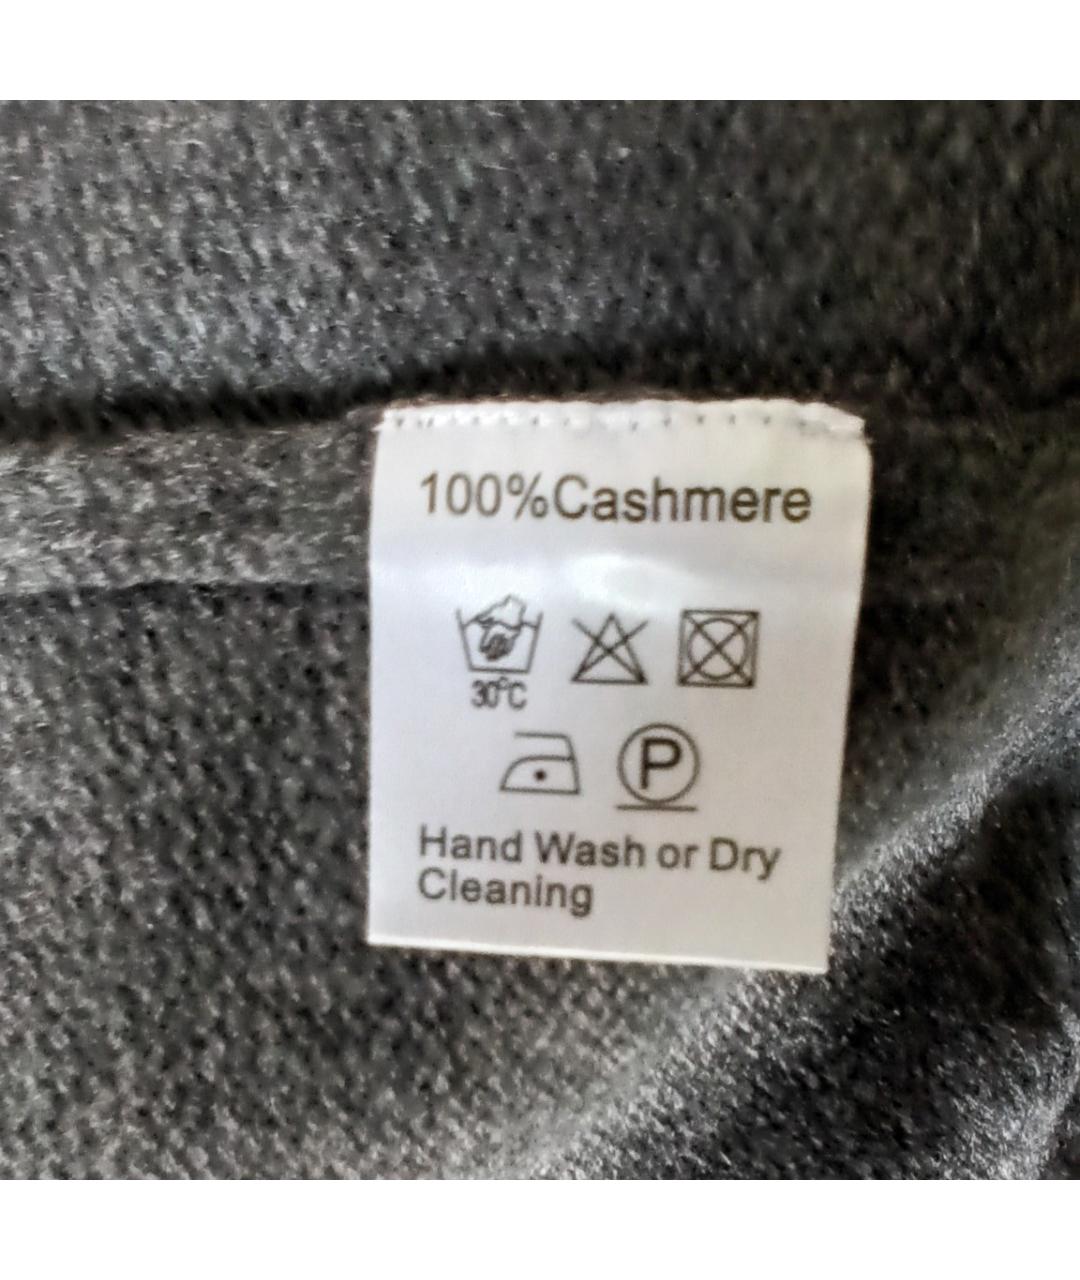 100%Cashmere
30°C
P
Hand Wash or Dry
Cleaning